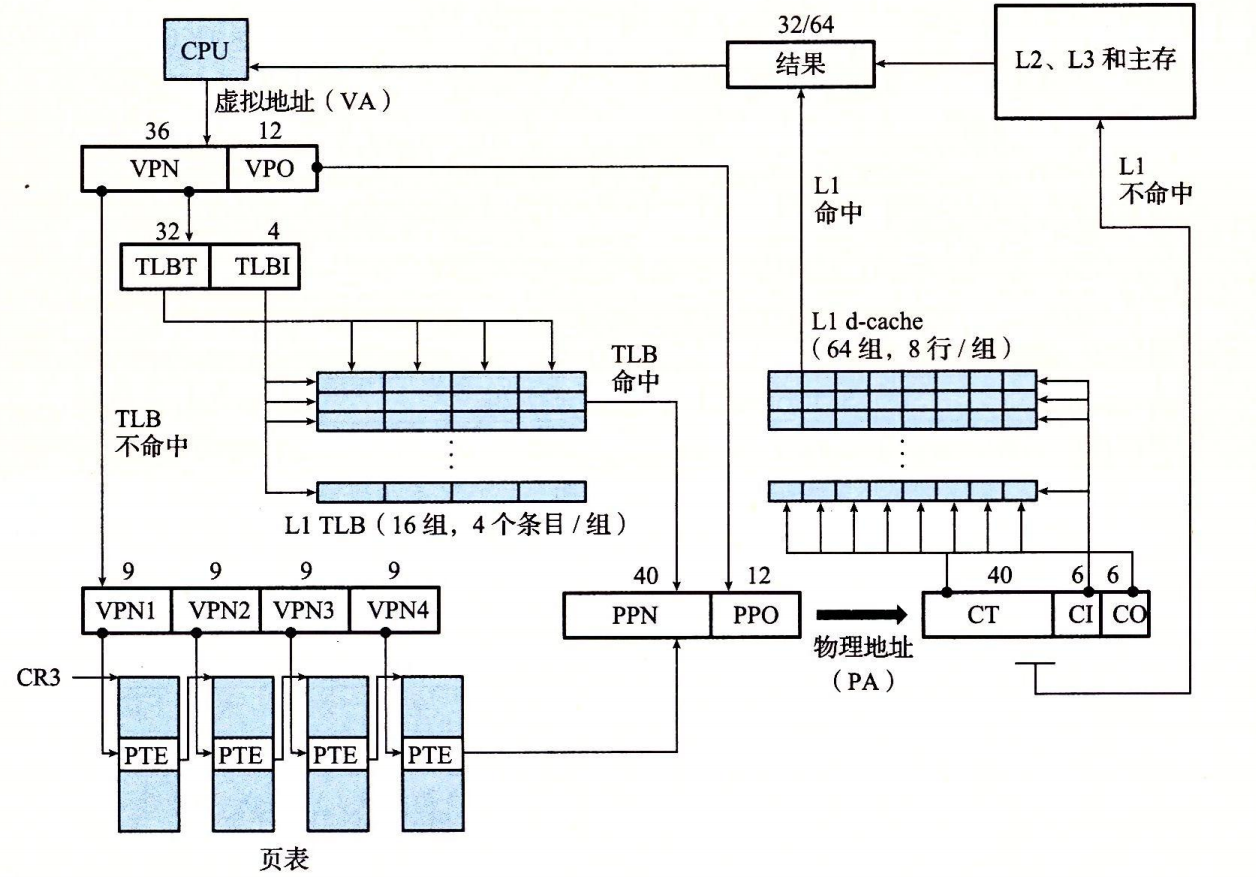 32/64
CPU
结果
L2、L3 和主存
虚拟地址（VA）
36
12
VPN
VPO
L1
命中
L1
不命中
32
4
TLBT
TLBI
L1 d-cache
（64 组，8 行 / 组）
TLB
命中
TLB
不命中
L1 TLB（16 组，4 个条目 / 组）
9
9
9
9
40
12
40
6
6
VPN1
VPN2
VPN3
VPN4
PPN
PPO
CT
CI
CO
物理地址
（PA）
CR3
PTE
PTE
PTE
PTE
页表